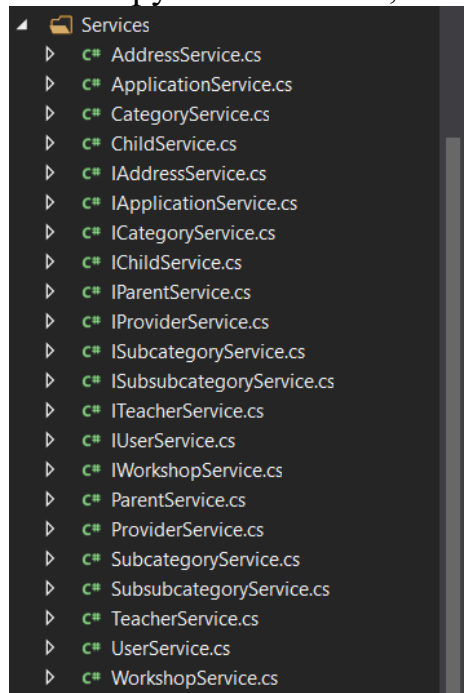 Services
C# AddressService.cs
C# ApplicationService.cs
C# CategoryService.cs
C# ChildService.cs
C# IAddressService.cs
C# IApplicationService.cs
C# ICategoryService.cs
C# IChildService.cs
C# IParentService.cs
C# IProviderService.cs
C# ISubcategoryService.cs
C# ISubsubcategoryService.cs
C# ITeacherService.cs
C# IUserService.cs
C# IWorkshopService.cs
C# ParentService.cs
C# ProviderService.cs
C# SubcategoryService.cs
C# SubsubcategoryService.cs
C# TeacherService.cs
C# UserService.cs
C# WorkshopService.cs